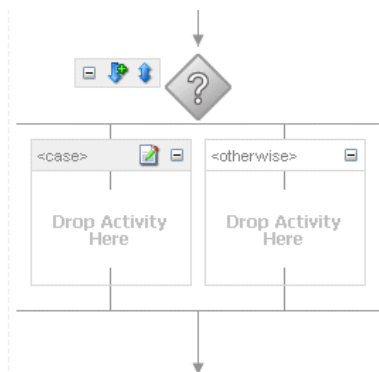 ?
<case>
<otherwise>
Drop Activity
Here
Drop Activity
Here